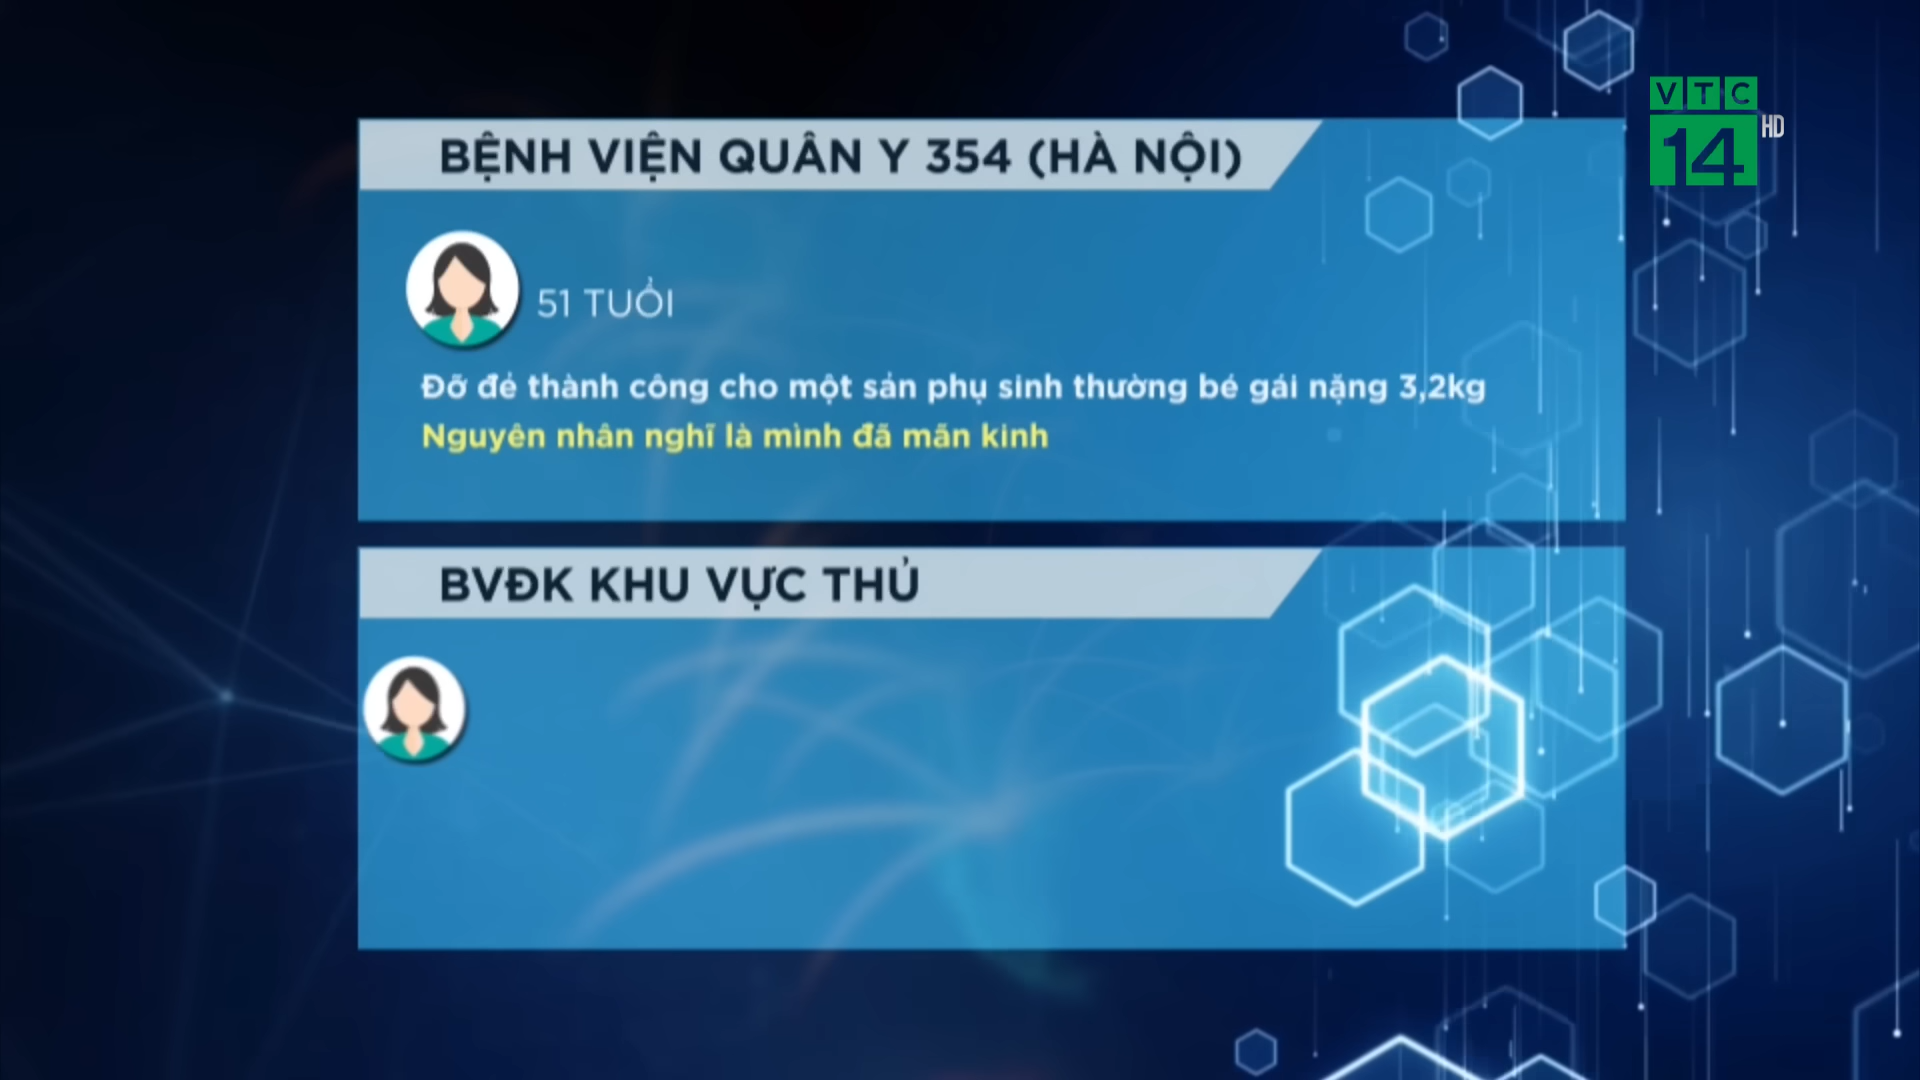 VTC
14 HD
BỆNH VIỆN QUÂN Y 354 (HÀ NỘI)
51 TUỔI
Đỡ đẻ thành công cho một sản phụ sinh thường bé gái nặng 3,2kg
Nguyên nhân nghĩ là mình đã mãn kinh
BVĐK KHU VỰC THỦ